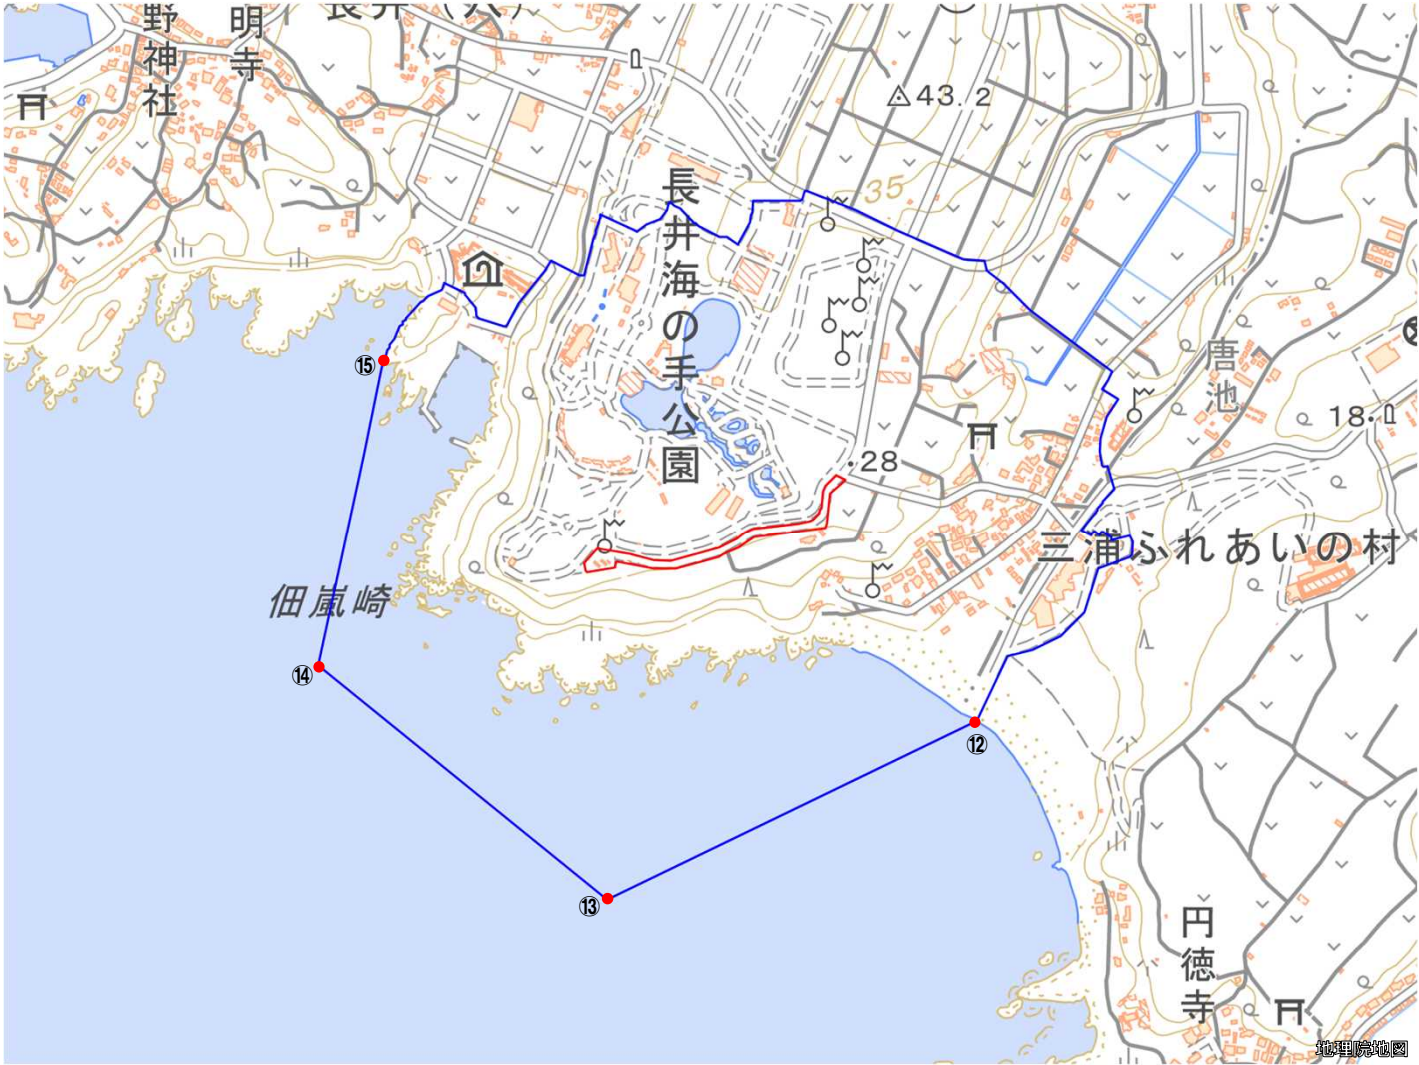 野神社
明寺
43.2
35
長井海の手公園
唐池
18
28
三浦ふれあいの村
⑮
佃嵐崎
⑭
⑫
⑬
円徳寺
地理院地図